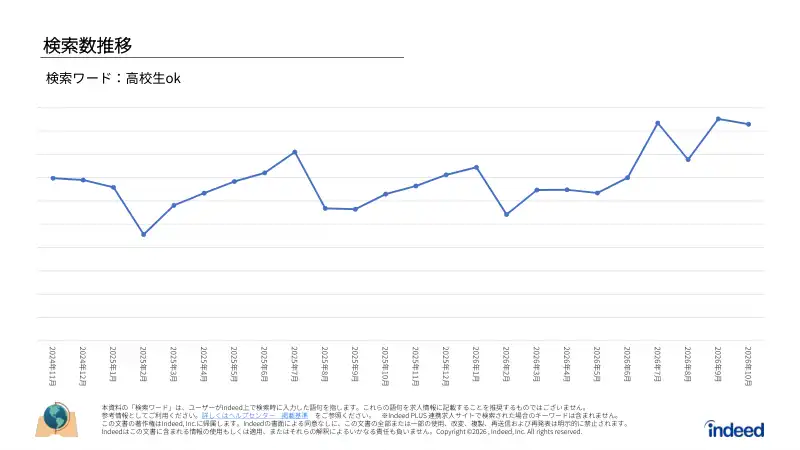 検索数推移
検索ワード：高校生ok
2024年11月
2024年12月
2025年1月
2025年2月
2025年3月
2025年4月
2025年5月
2025年6月
2025年7月
2025年8月
2025年9月
2025年10月
2025年11月
2025年12月
2026年1月
2026年2月
2026年3月
2026年4月
2026年5月
2026年6月
2026年7月
2026年8月
2026年9月
2026年10月
本資料の「検索ワード」は、ユーザーがIndeed上で検索時に入力した語句を指します。これらの語句を求人情報に記載することを推奨するものではございません。
参考情報としてご利用ください。詳しくはヘルプセンター 掲載基準 をご参照ください。 ※Indeed PLUS 連携求人サイトで検索された場合のキーワードは含まれません。
この文書の著作権はIndeed, Inc.に帰属します。Indeedの書面による同意なしに、この文書の全部または一部の使用、改変、複製、再送信および再発表は明示的に禁止されます。
Indeedはこの文書に含まれる情報の使用もしくは適用、またはそれらの解釈によるいかなる責任も負いません。Copyright ©2026 , Indeed, Inc. All rights reserved.
indeed